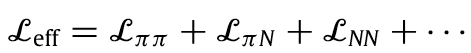 ℒ_eff = ℒ_ππ + ℒ_πN + ℒ_NN + ⋯